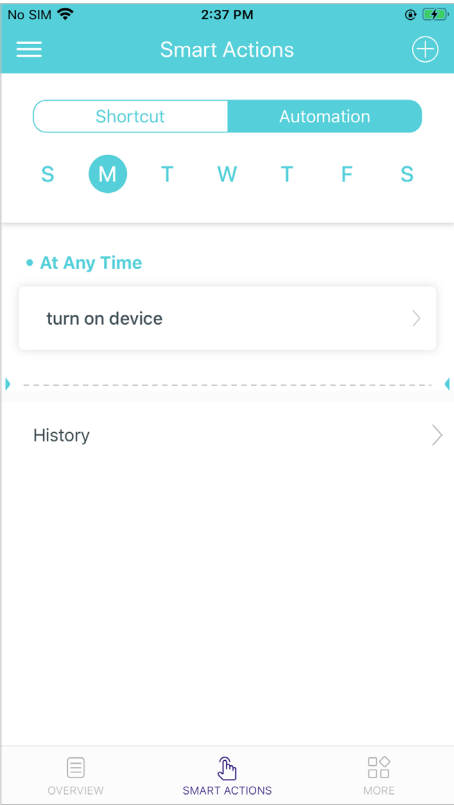 No SIM 2:37 PM
Smart Actions
Shortcut Automation
S M T W T F S
• At Any Time
turn on device
History
OVERVIEW SMART ACTIONS MORE